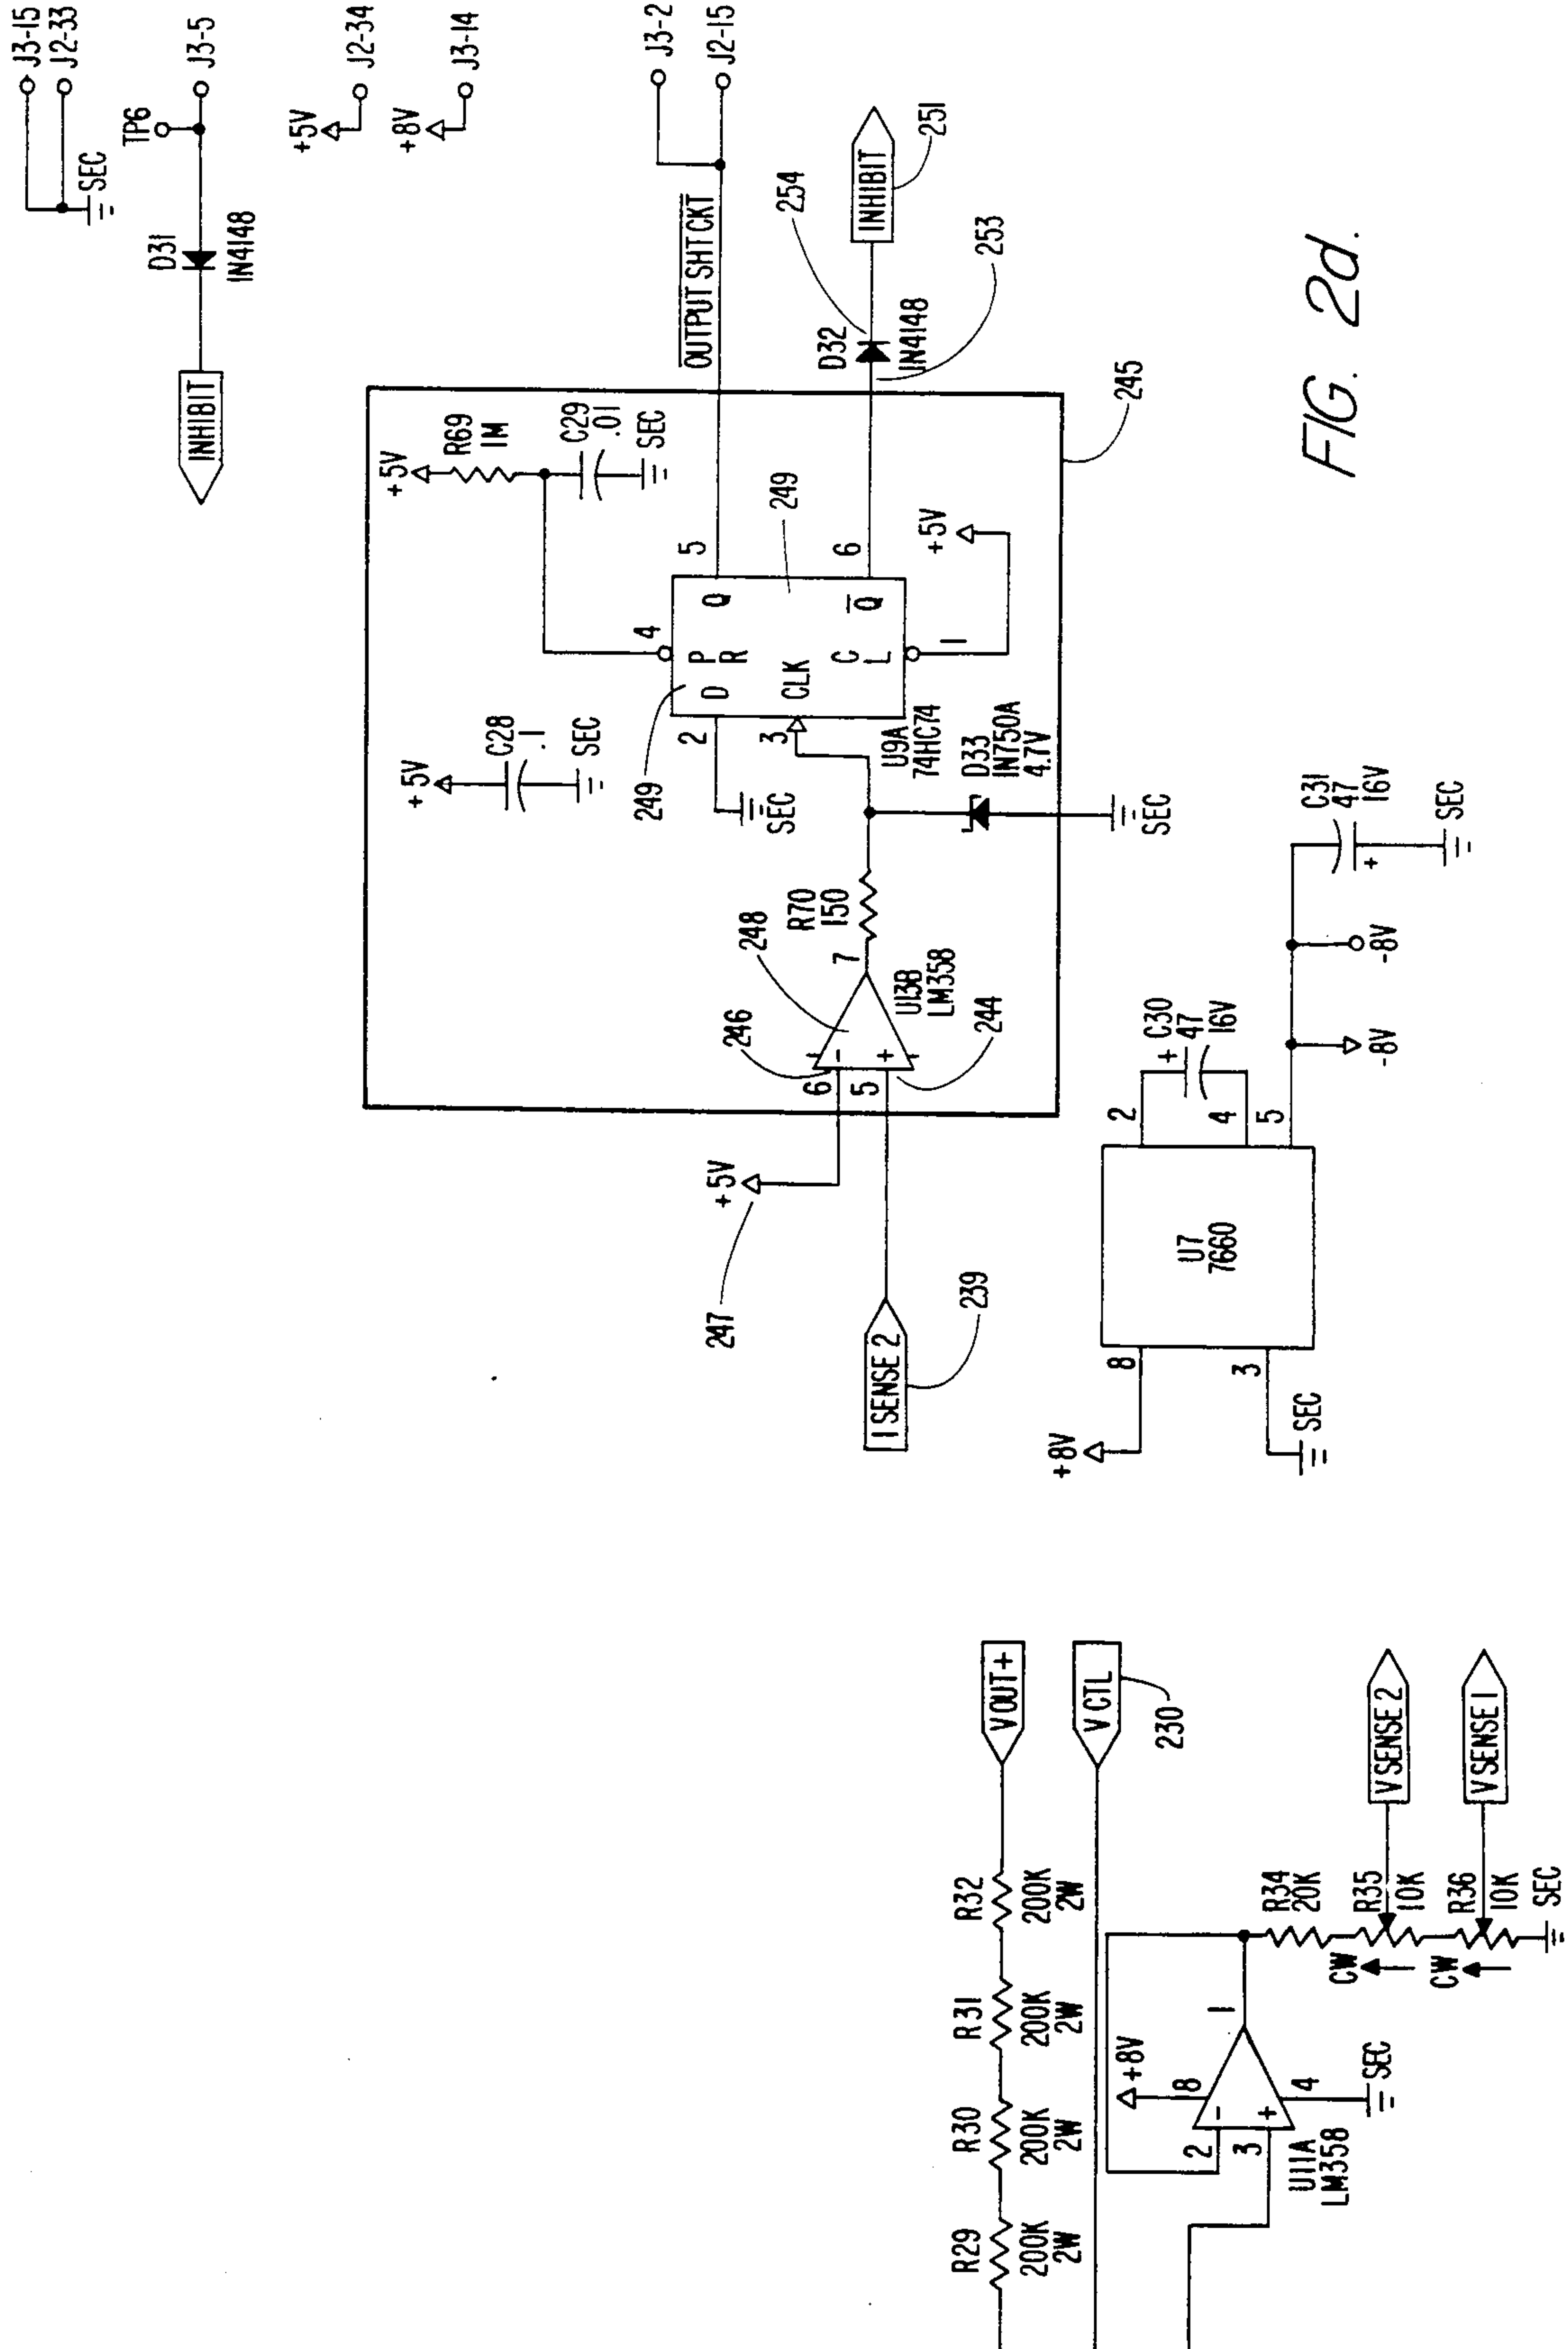 J3-15
J2-33
SEC
TP6
J3-5
D31
IN4148
INHIBIT
+5V
J2-34
+8V
J3-14
J3-2
J2-15
OUTPUT SHT CKT
INHIBIT
251
254
D32
IN4148
253
245
+5V
R69
1M
C29
.01
SEC
+5V
C28
.1
SEC
249
249
4
P
R
D
Q
5
2
SEC
3
CLK
C
L
Q
6
1
+5V
U9A
74HC74
D33
IN750A
4.7V
SEC
R70
150
248
7
246
6
-
5
+
U13B
LM358
244
+5V
247
I SENSE 2
239
U7
7660
8
+8V
3
SEC
2
4
5
C30
47
16V
+
-8V
-8V
C31
47
16V
+
SEC
FIG. 2d.
V OUT+
V CTL
230
R29
200K
2W
R30
200K
2W
R31
200K
2W
R32
200K
2W
+8V
8
2
-
3
+
1
4
SEC
U11A
LM358
R34
20K
R35
10K
CW
V SENSE 2
R36
10K
CW
V SENSE 1
SEC